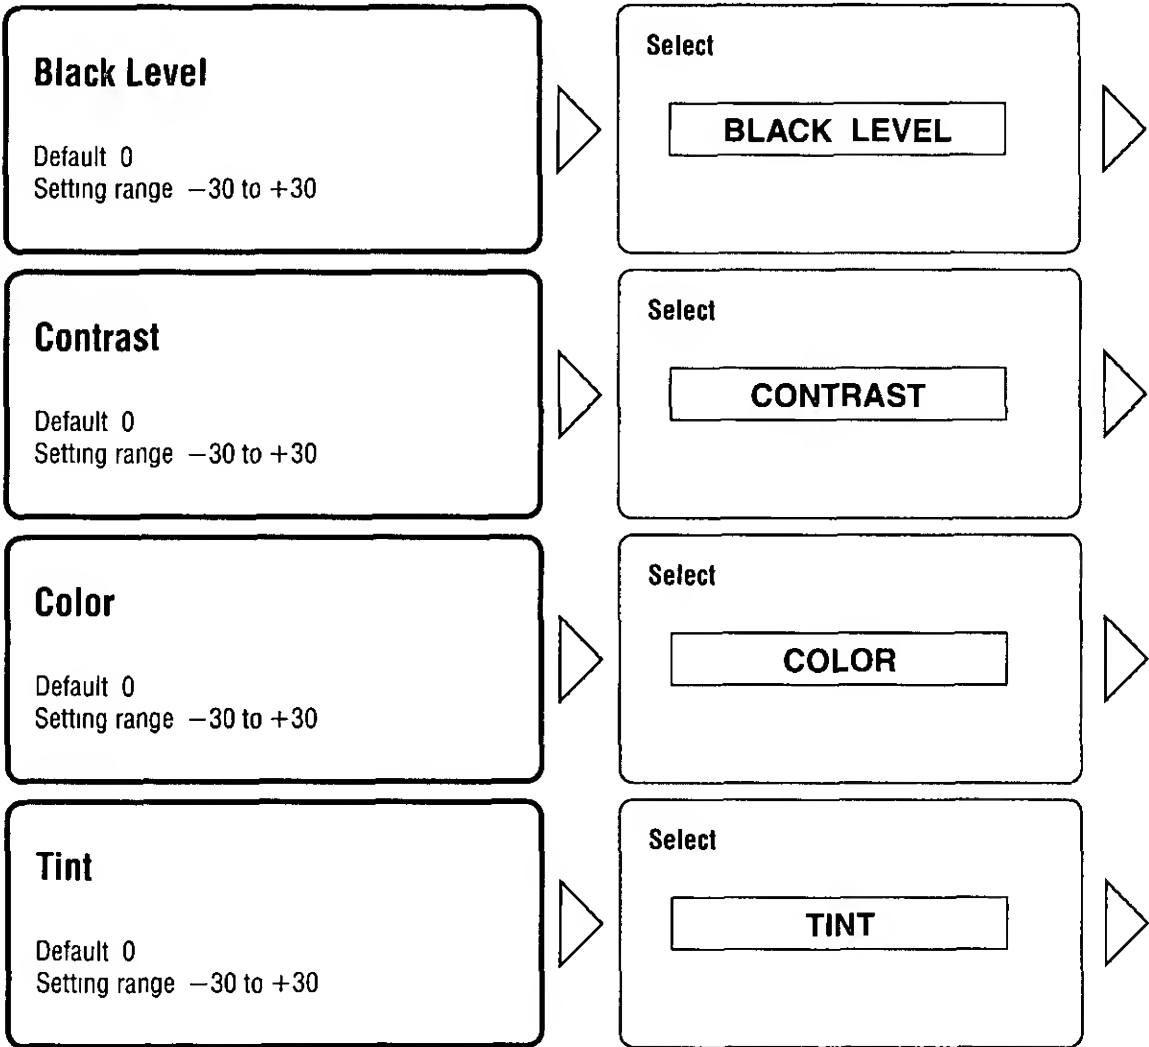 Black Level
Default 0
Setting range −30 to +30
Select
BLACK LEVEL
Contrast
Default 0
Setting range −30 to +30
Select
CONTRAST
Color
Default 0
Setting range −30 to +30
Select
COLOR
Tint
Default 0
Setting range −30 to +30
Select
TINT